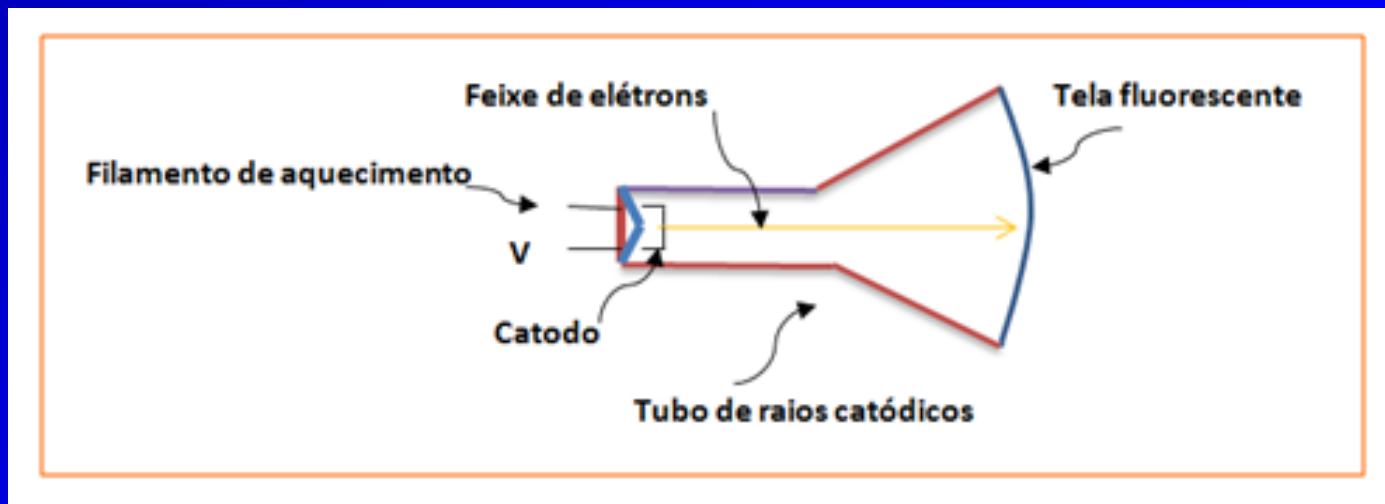 Feixe de elétrons
Tela fluorescente
Filamento de aquecimento
V
Catodo
Tubo de raios catódicos